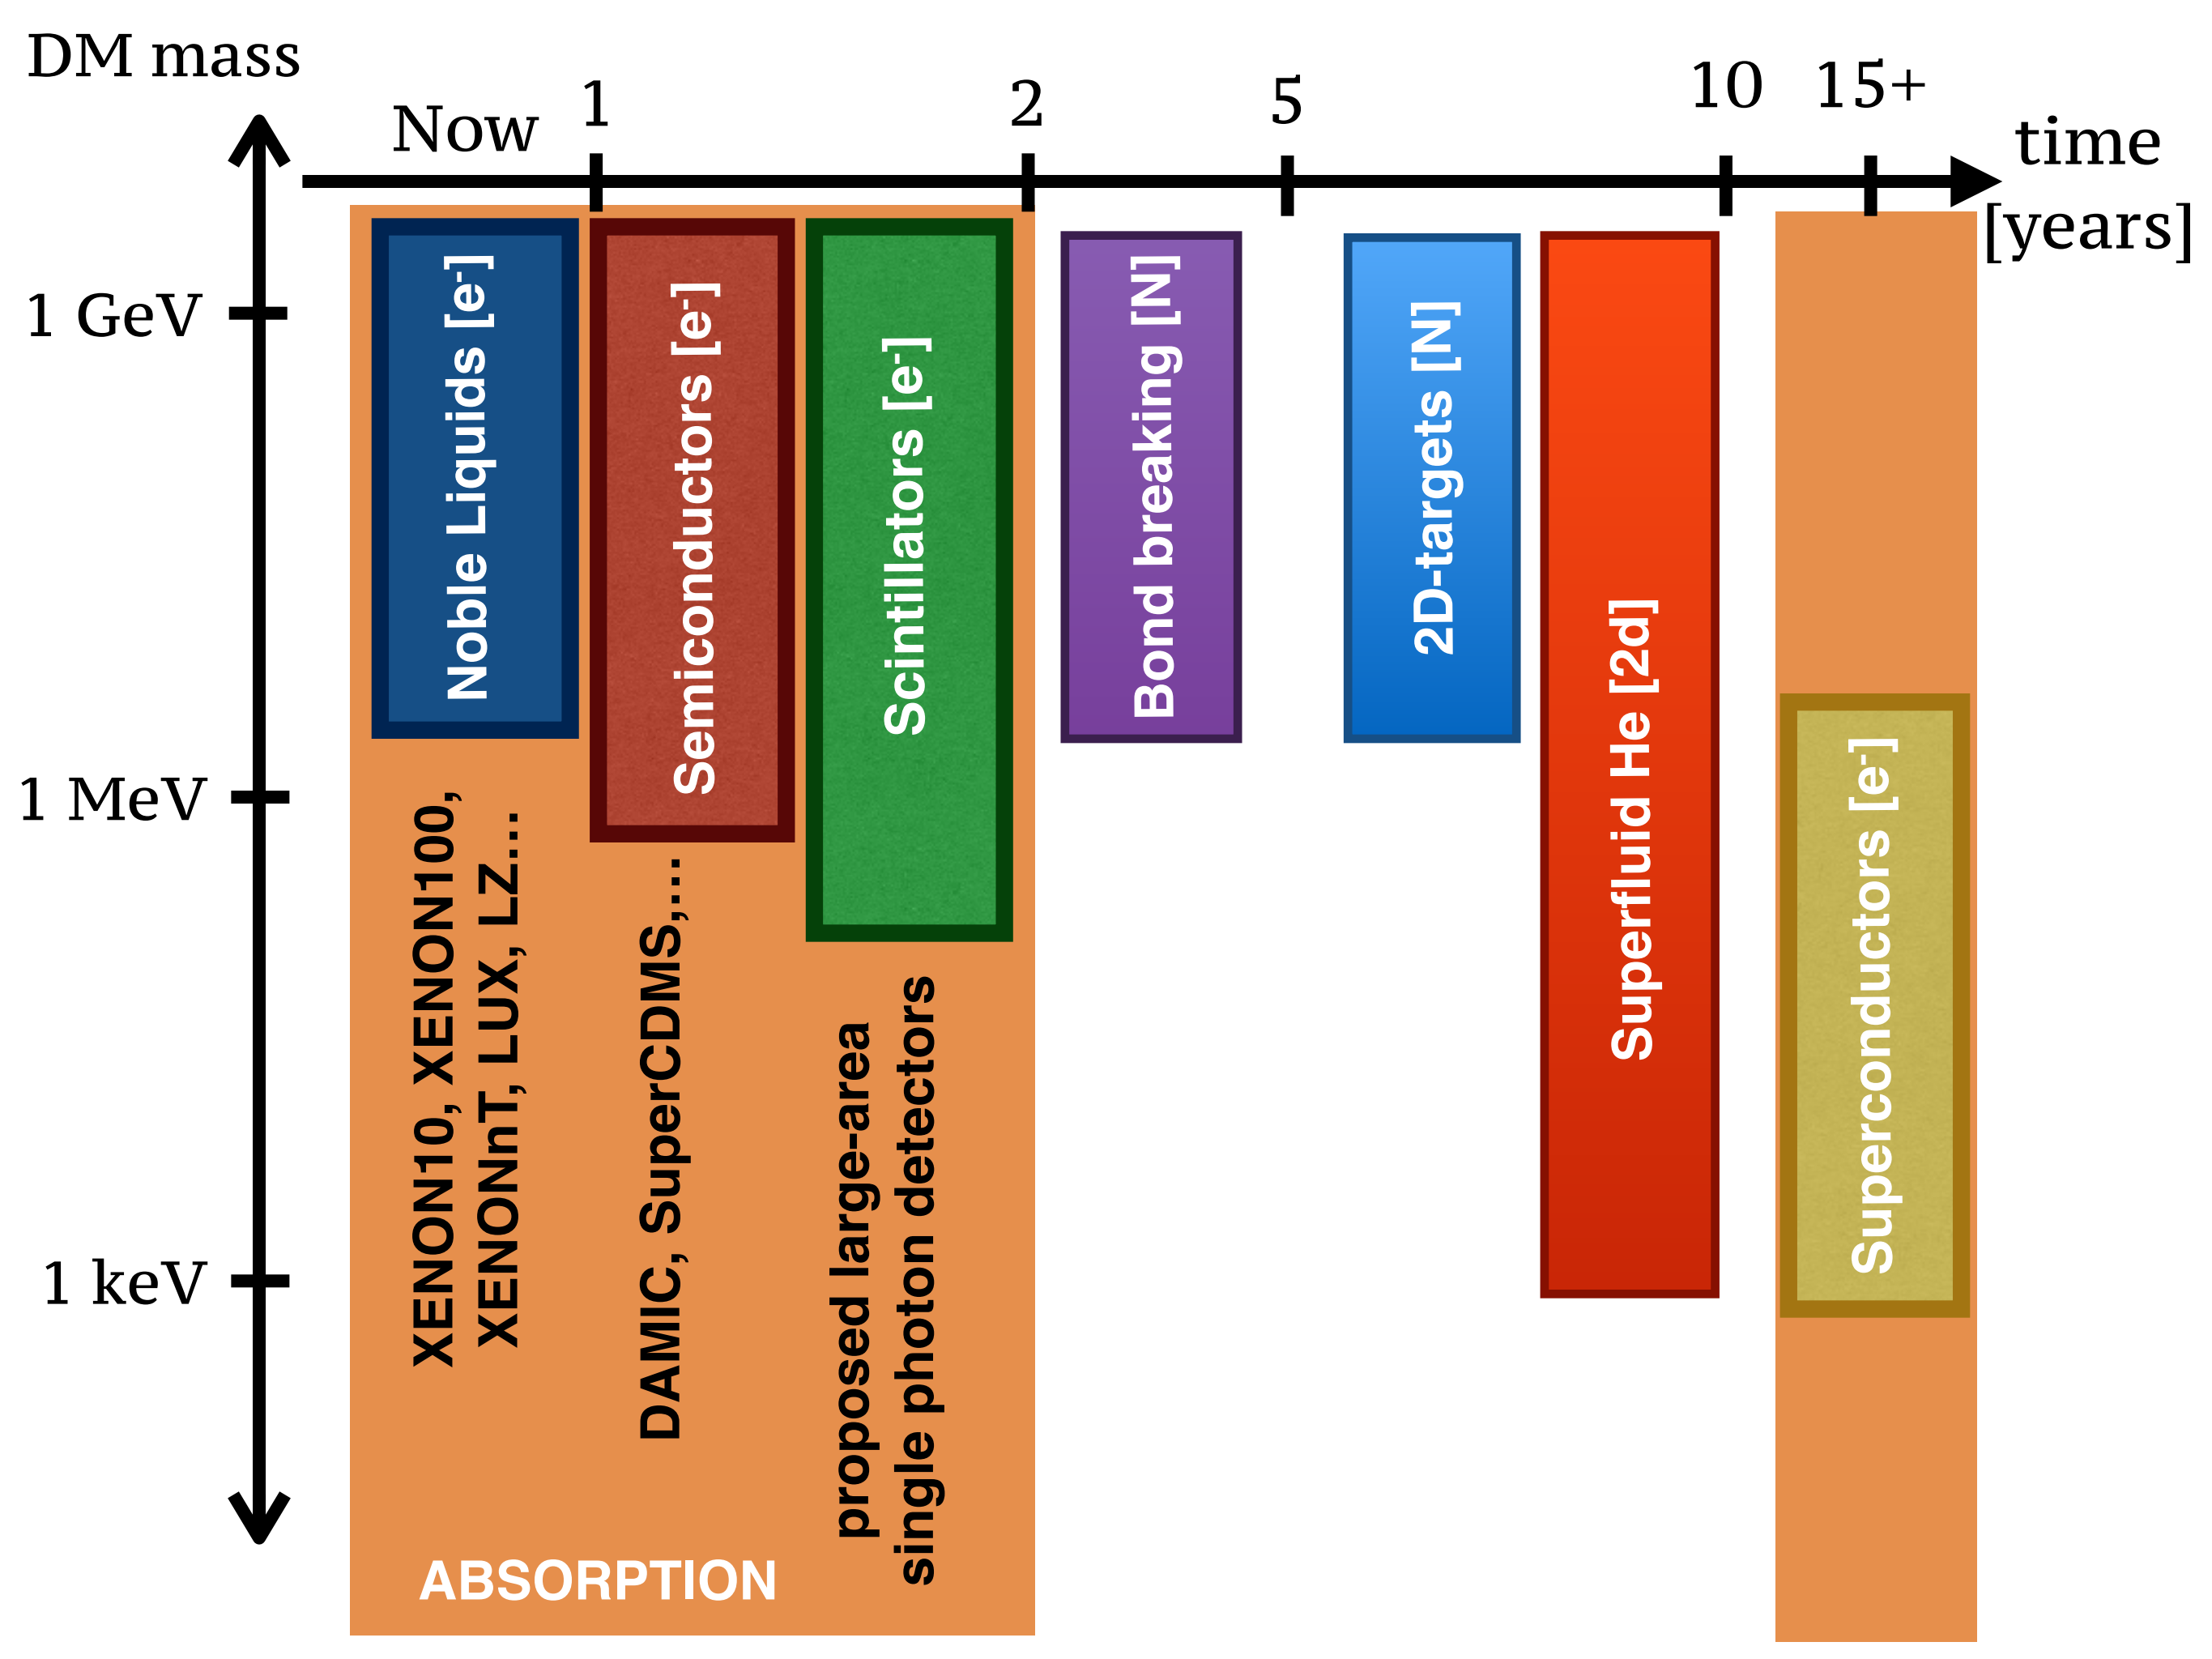 DM mass
Now
1
2
5
10
15+
time
[years]
1 GeV
1 MeV
1 keV
Noble Liquids [e-]
Semiconductors [e-]
Scintillators [e-]
Bond breaking [N]
2D-targets [N]
Superfluid He [2d]
Superconductors [e-]
XENON10, XENON100,
XENONnT, LUX, LZ...
DAMIC, SuperCDMS,...
proposed large-area
single photon detectors
ABSORPTION